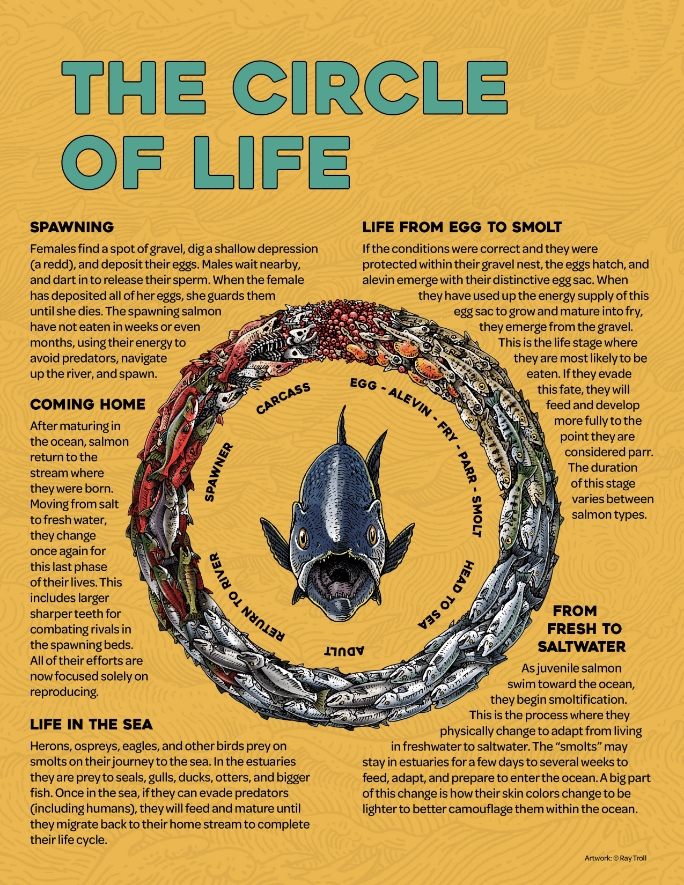 THE CIRCLE
OF LIFE
SPAWNING
Females find a spot of gravel, dig a shallow depression
(a redd), and deposit their eggs. Males wait nearby,
and dart in to release their sperm. When the female
has deposited all of her eggs, she guards them
until she dies. The spawning salmon
have not eaten in weeks or even
months, using their energy to
avoid predators, navigate
up the river, and spawn.
COMING HOME
After maturing in
the ocean, salmon
return to the
stream where
they were born.
Moving from salt
to fresh water,
they change
once again for
this last phase
of their lives. This
includes larger
sharper teeth for
combating rivals in
the spawning beds.
All of their efforts are
now focused solely on
reproducing.
LIFE IN THE SEA
Herons, ospreys, eagles, and other birds prey on
smolts on their journey to the sea. In the estuaries
they are prey to seals, gulls, ducks, otters, and bigger
fish. Once in the sea, if they can evade predators
(including humans), they will feed and mature until
they migrate back to their home stream to complete
their life cycle.
LIFE FROM EGG TO SMOLT
If the conditions were correct and they were
protected within their gravel nest, the eggs hatch, and
alevin emerge with their distinctive egg sac. When
they have used up the energy supply of this
egg sac to grow and mature into fry,
they emerge from the gravel.
This is the life stage where
they are most likely to be
eaten. If they evade
this fate, they will
feed and develop
more fully to the
point they are
considered parr.
The duration
of this stage
varies between
salmon types.
FROM
FRESH TO
SALTWATER
As juvenile salmon
swim toward the ocean,
they begin smoltification.
This is the process where they
physically change to adapt from living
in freshwater to saltwater. The “smolts” may
stay in estuaries for a few days to several weeks to
feed, adapt, and prepare to enter the ocean. A big part
of this change is how their skin colors change to be
lighter to better camouflage them within the ocean.
EGG - ALEVIN - FRY - PARR - SMOLT
HEAD TO SEA
ADULT
RETURN TO RIVER
SPAWNER
CARCASS
Artwork: © Ray Troll